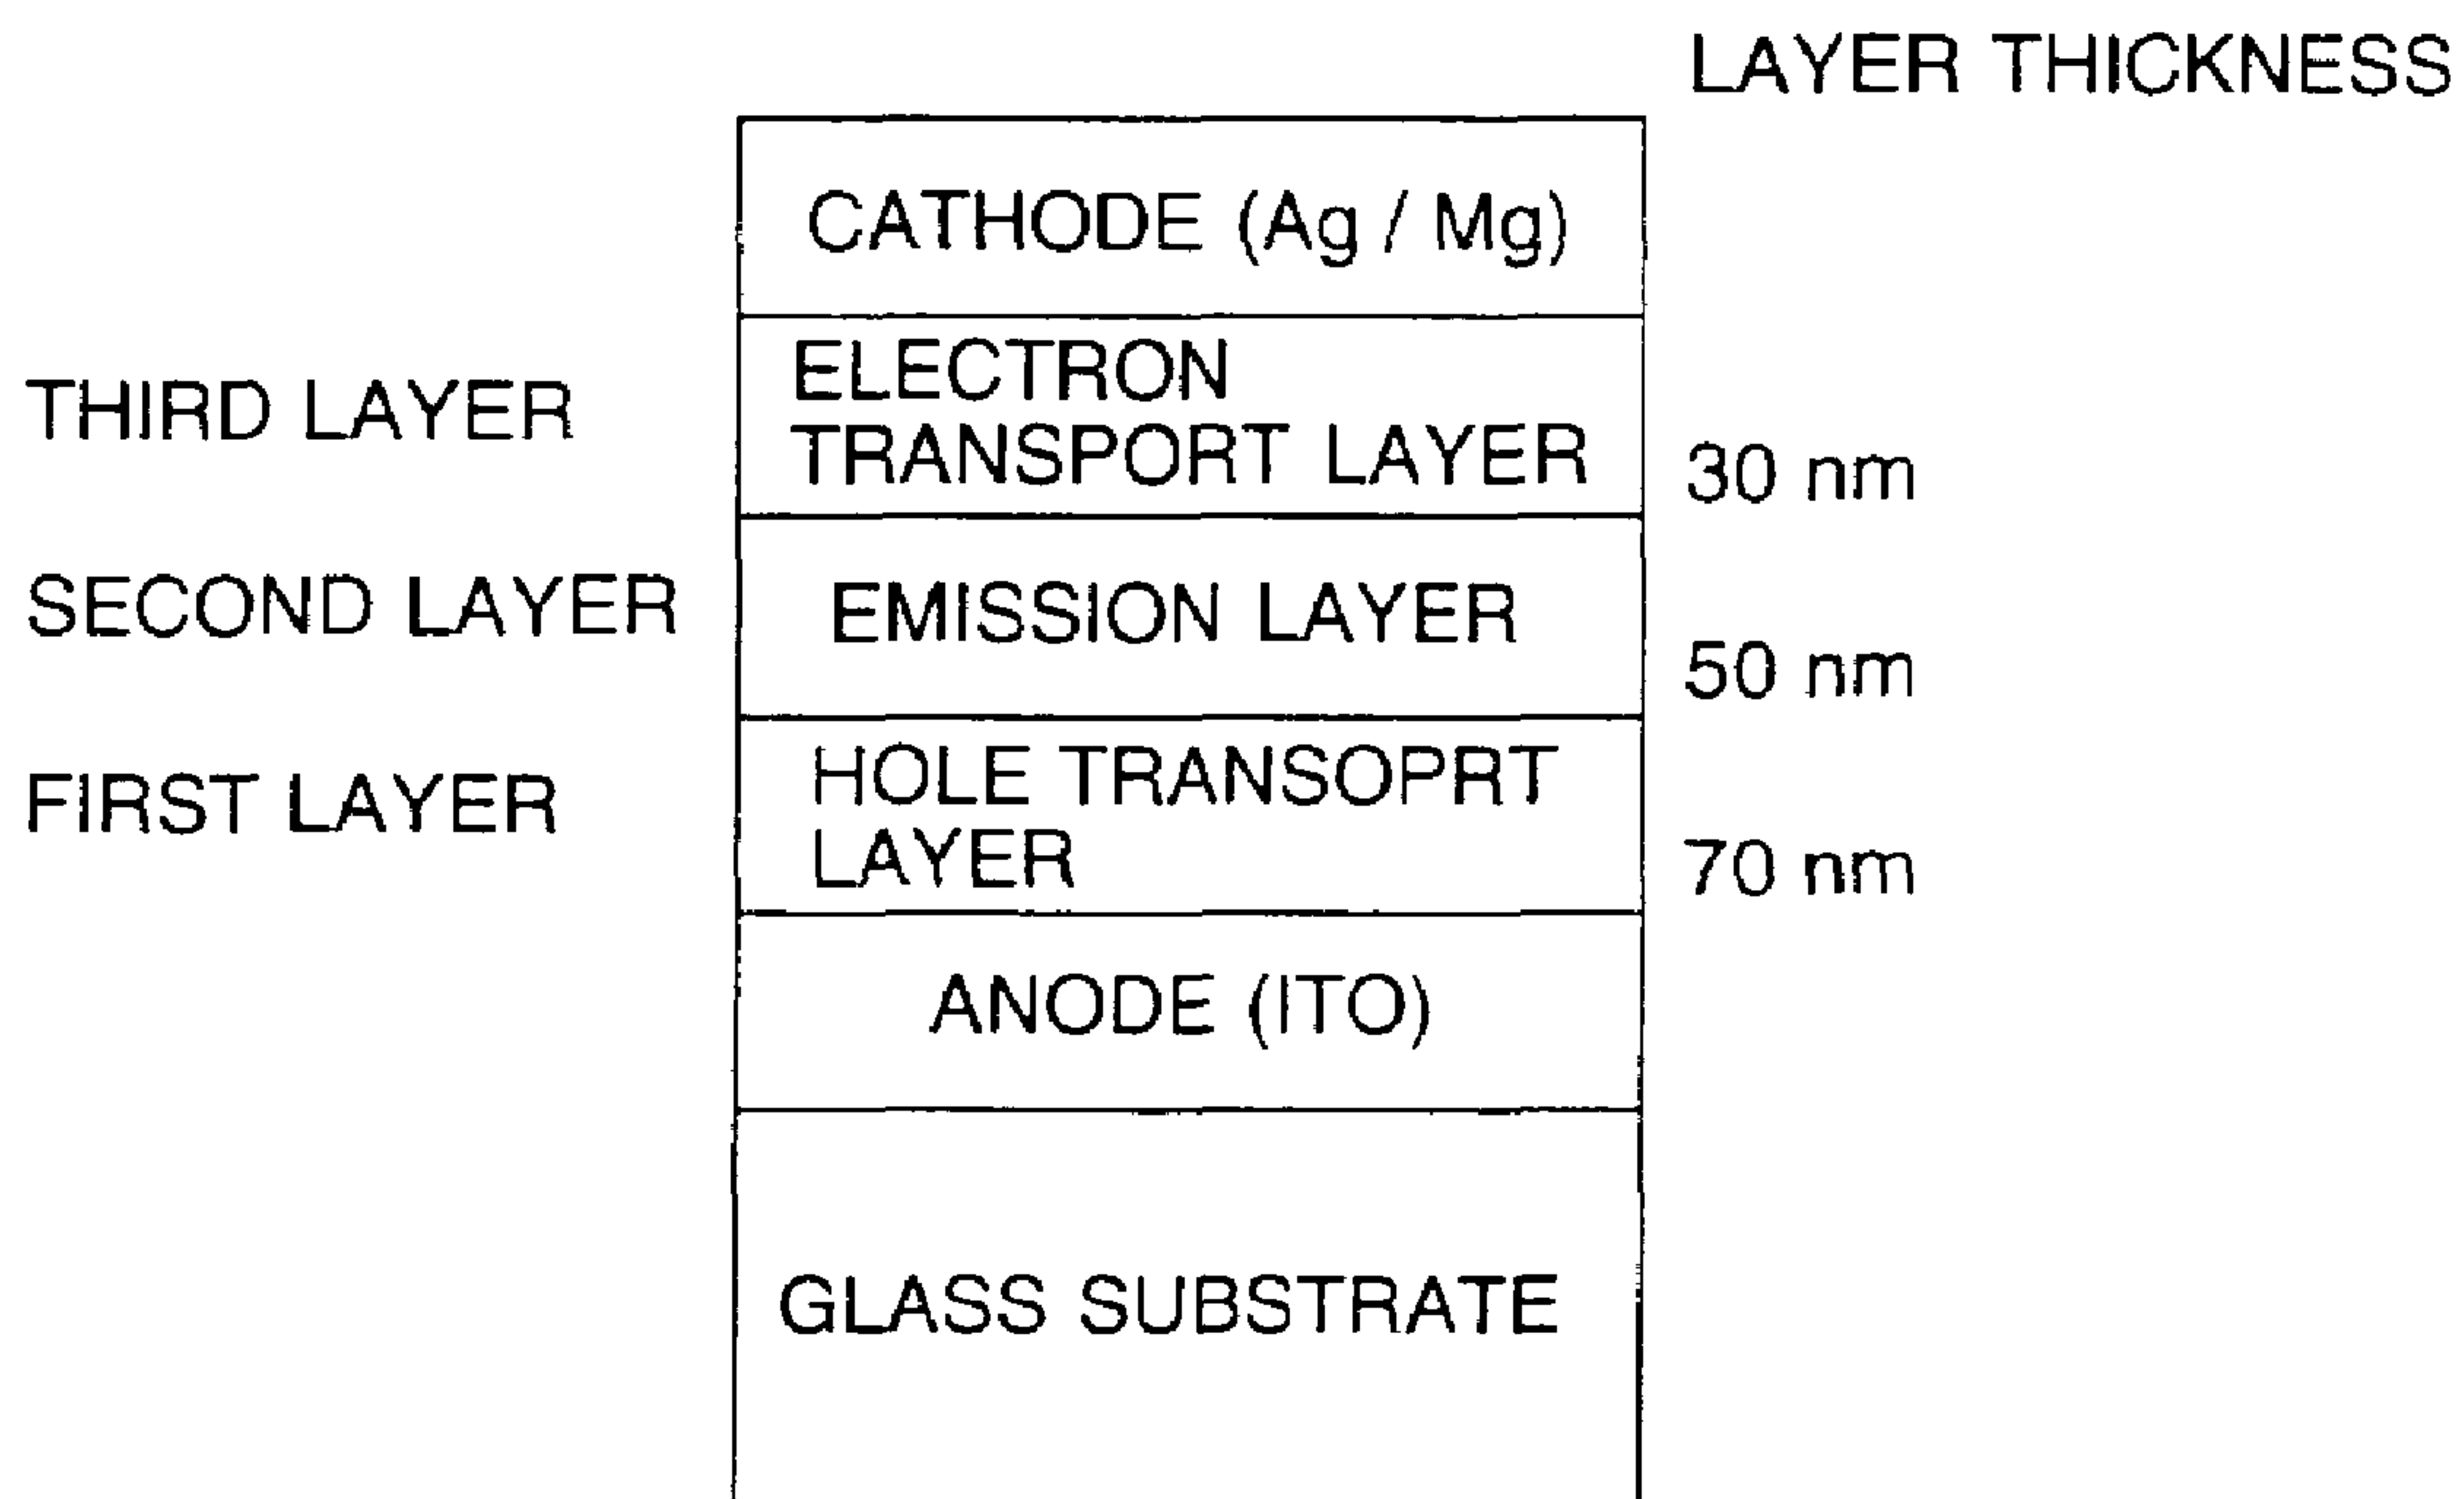 LAYER THICKNESS
CATHODE (Ag / Mg)
THIRD LAYER
ELECTRON
TRANSPORT LAYER
30 nm
SECOND LAYER
EMISSION LAYER
50 nm
FIRST LAYER
HOLE TRANSOPRT
LAYER
70 nm
ANODE (ITO)
GLASS SUBSTRATE